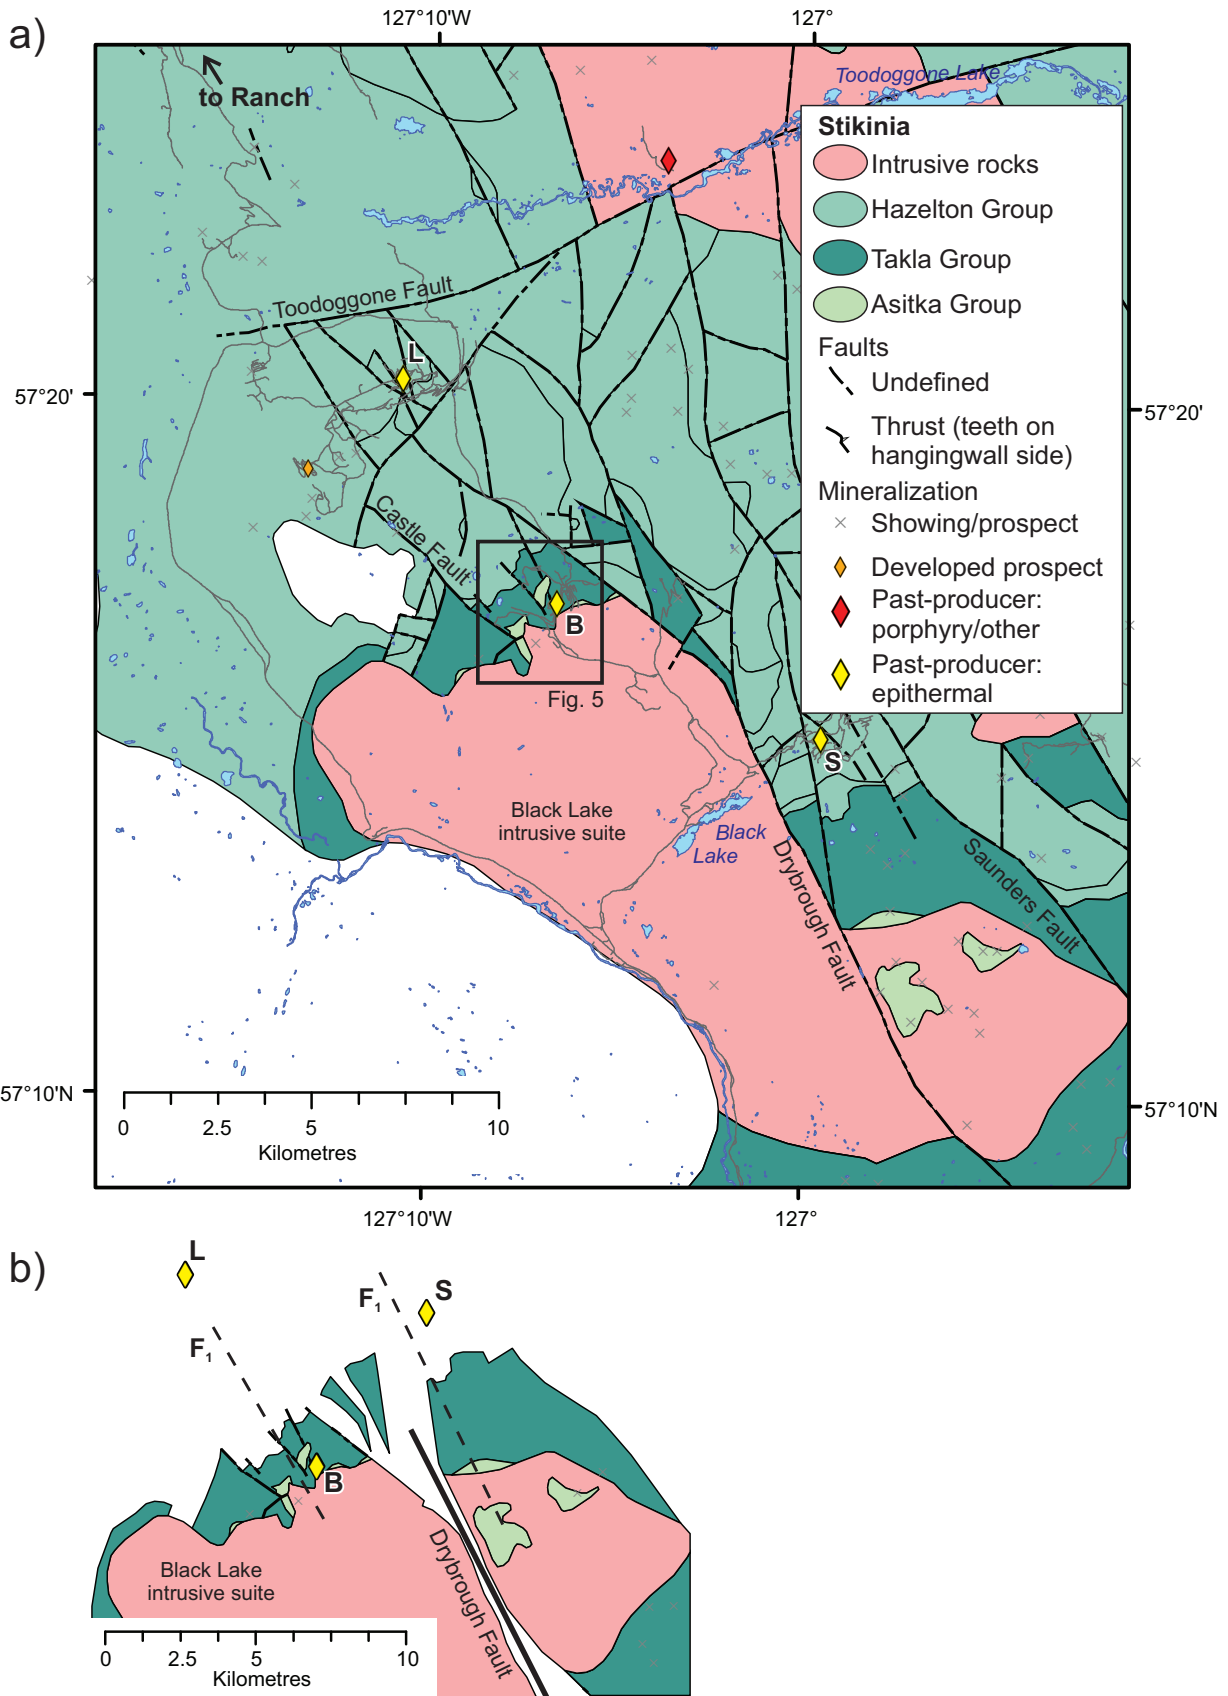 a)
127°10'W
127°
to Ranch
Toodoggone Lake
Stikinia
Intrusive rocks
Hazelton Group
Takla Group
Asitka Group
Faults
Undefined
Thrust (teeth on
hangingwall side)
Mineralization
Showing/prospect
Developed prospect
Past-producer:
porphyry/other
Past-producer:
epithermal
Toodoggone Fault
L
57°20'
57°20'
Castle Fault
B
Fig. 5
S
Black Lake
intrusive suite
Black
Lake
Drybrough Fault
Saunders Fault
57°10'N
57°10'N
0 2.5 5 10
Kilometres
127°10'W
127°
b)
L
F1
S
F1
B
Black Lake
intrusive suite
Drybrough Fault
0 2.5 5 10
Kilometres